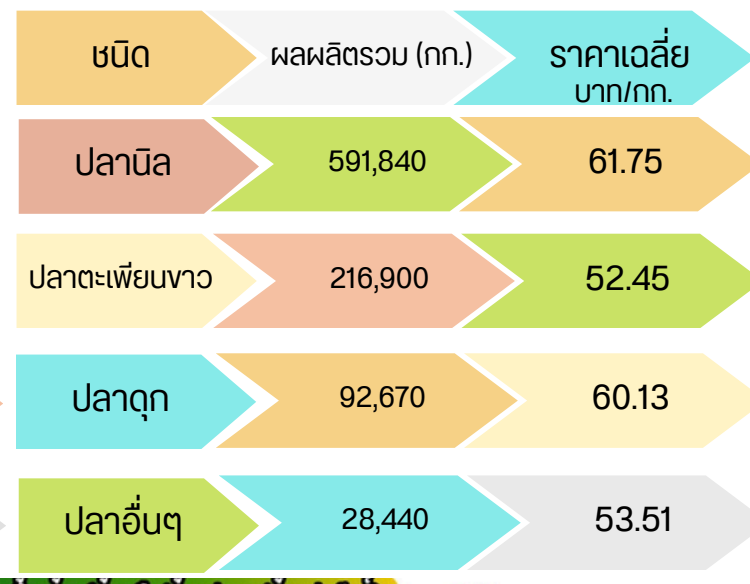 ชนิด ผลผลิตรวม (กก.) ราคาเฉลี่ย
บาท/กก.
ปลานิล 591,840 61.75
ปลาตะเพียนขาว 216,900 52.45
ปลาดุก 92,670 60.13
ปลาอื่นๆ 28,440 53.51